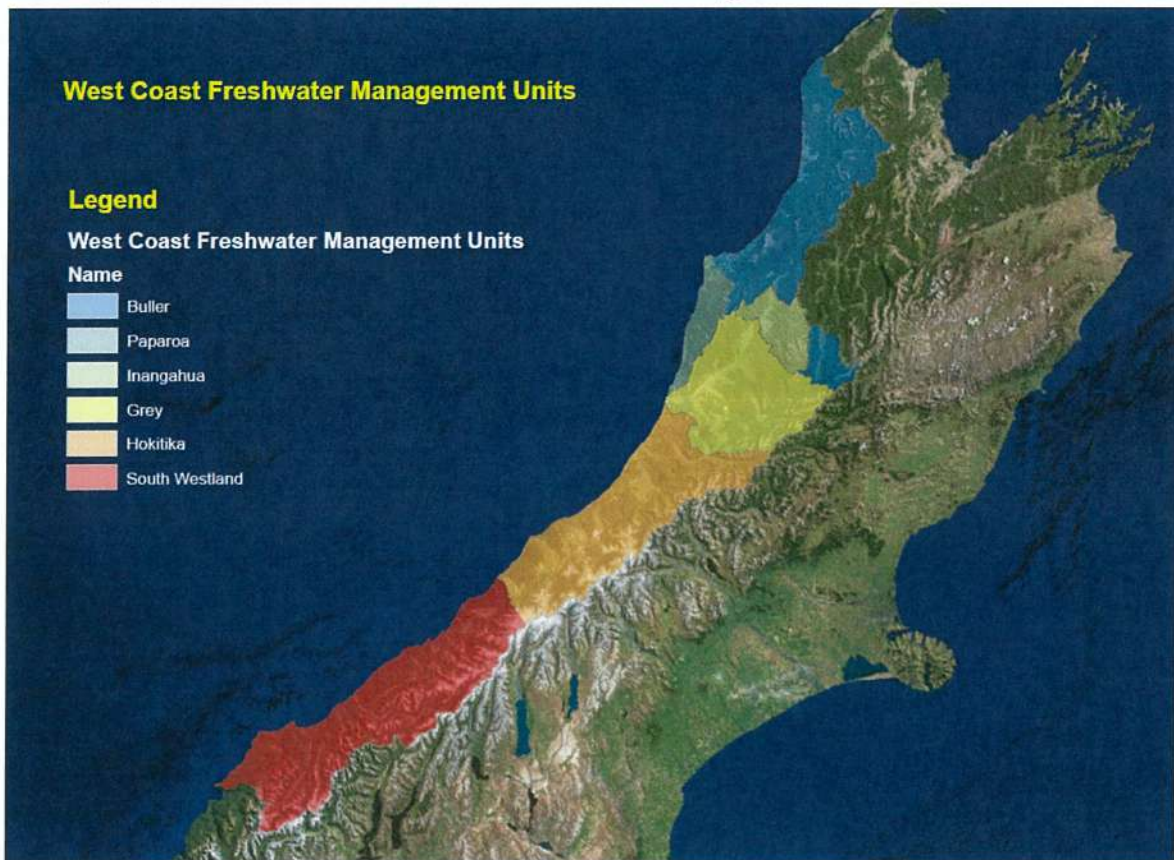 West Coast Freshwater Management Units
Legend
West Coast Freshwater Management Units
Name
Buller
Paparoa
Inangahua
Grey
Hokitika
South Westland